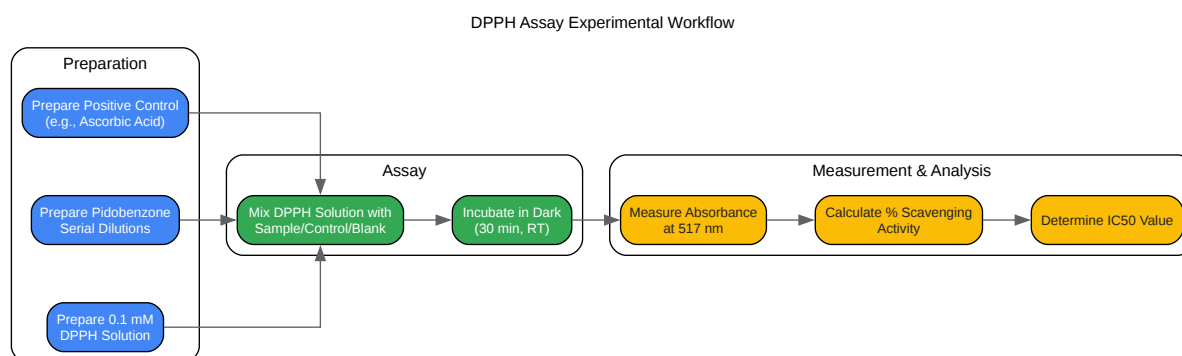 DPPH Assay Experimental Workflow
Preparation
Prepare Positive Control
(e.g., Ascorbic Acid)
Prepare Pidobenzone
Serial Dilutions
Prepare 0.1 mM
DPPH Solution
Assay
Mix DPPH Solution with
Sample/Control/Blank
Incubate in Dark
(30 min, RT)
Measurement & Analysis
Measure Absorbance
at 517 nm
Calculate % Scavenging
Activity
Determine IC50 Value